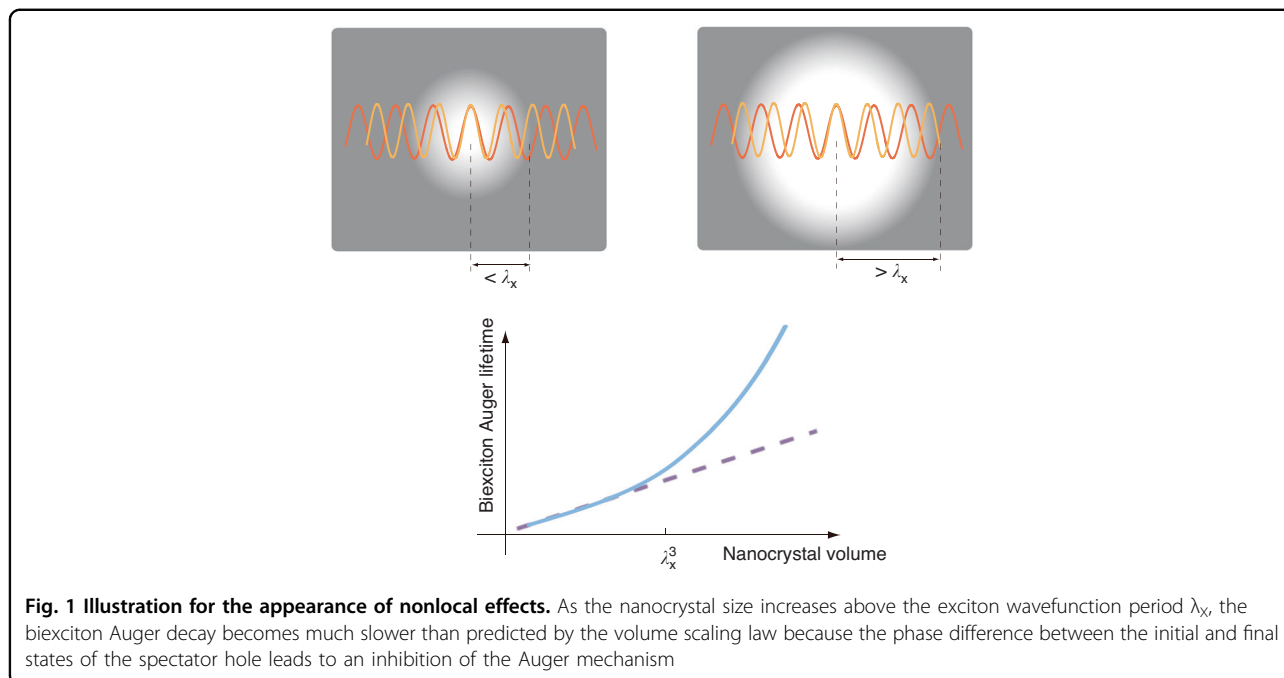 < λx
> λx
Biexciton Auger lifetime
λx³
Nanocrystal volume
Fig. 1 Illustration for the appearance of nonlocal effects. As the nanocrystal size increases above the exciton wavefunction period λX, the
biexciton Auger decay becomes much slower than predicted by the volume scaling law because the phase difference between the initial and final
states of the spectator hole leads to an inhibition of the Auger mechanism